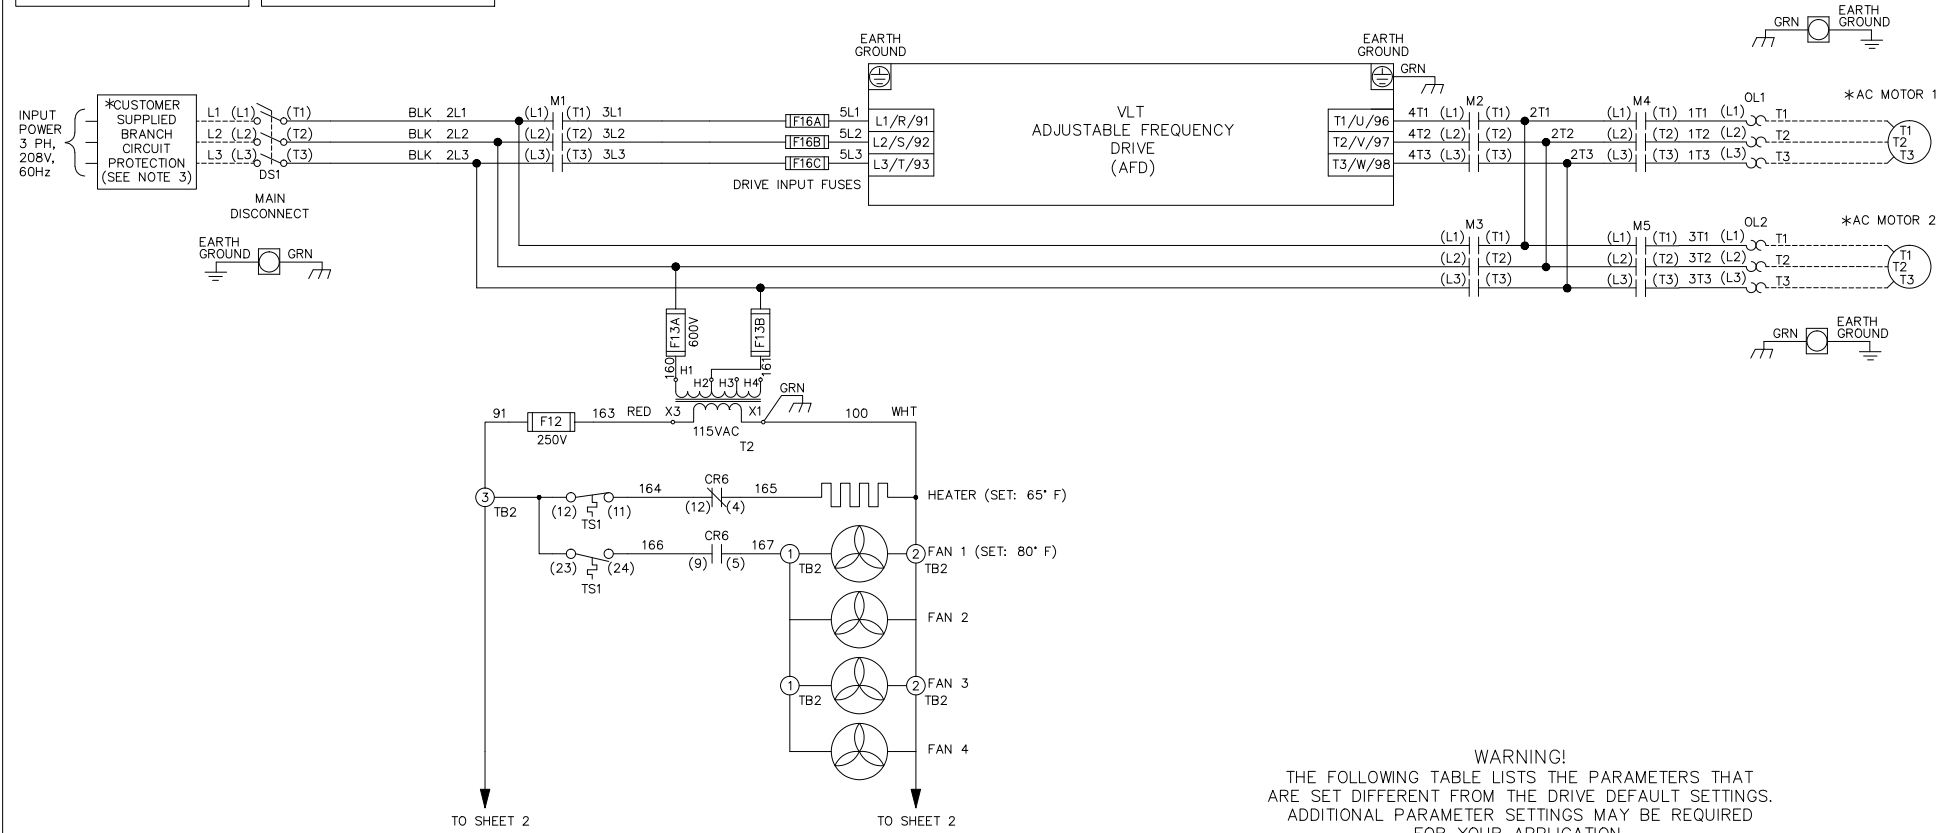 EARTH
GROUND
GRN
EARTH
GROUND
EARTH
GROUND
GRN
INPUT
POWER
3 PH,
208V,
60Hz
*CUSTOMER
SUPPLIED
BRANCH
CIRCUIT
PROTECTION
(SEE NOTE 3)
L1 (L1) (T1) BLK 2L1 (L1) M1 (T1) 3L1 F16A 5L1 L1/R/91
L2 (L2) (T2) BLK 2L2 (L2) (T2) 3L2 F16B 5L2 L2/S/92
L3 (L3) (T3) BLK 2L3 (L3) (T3) 3L3 F16C 5L3 L3/T/93
DS1
MAIN
DISCONNECT
DRIVE INPUT FUSES
VLT
ADJUSTABLE FREQUENCY
DRIVE
(AFD)
GRN
EARTH
GROUND
T1/U/96 4T1 (L1) M2 (T1) 2T1 (L1) M4 (T1) 1T1 (L1) OL1 T1
T2/V/97 4T2 (L2) (T2) 2T2 (L2) (T2) 1T2 (L2) T2
T3/W/98 4T3 (L3) (T3) 2T3 (L3) (T3) 1T3 (L3) T3
*AC MOTOR 1
T1
T2
T3
(L1) M3 (T1) (L1) M5 (T1) 3T1 (L1) OL2 T1
(L2) (T2) (L2) (T2) 3T2 (L2) T2
(L3) (T3) (L3) (T3) 3T3 (L3) T3
*AC MOTOR 2
T1
T2
T3
EARTH
GROUND
GRN
GRN
EARTH
GROUND
F13A
600V
F13B
160
161
H1 H2 H3 H4
GRN
91 F12 163 RED X3 X1 100 WHT
250V
115VAC
T2
3
TB2
(12) (11) 164 CR6 165
TS1 (12) (4)
HEATER (SET: 65° F)
166 CR6 167 1 2 FAN 1 (SET: 80° F)
(23) (24) (9) (5) TB2 TB2
TS1
FAN 2
1 2 FAN 3
TB2 TB2
FAN 4
TO SHEET 2
TO SHEET 2
WARNING!
THE FOLLOWING TABLE LISTS THE PARAMETERS THAT
ARE SET DIFFERENT FROM THE DRIVE DEFAULT SETTINGS.
ADDITIONAL PARAMETER SETTINGS MAY BE REQUIRED
FOR YOUR APPLICATION